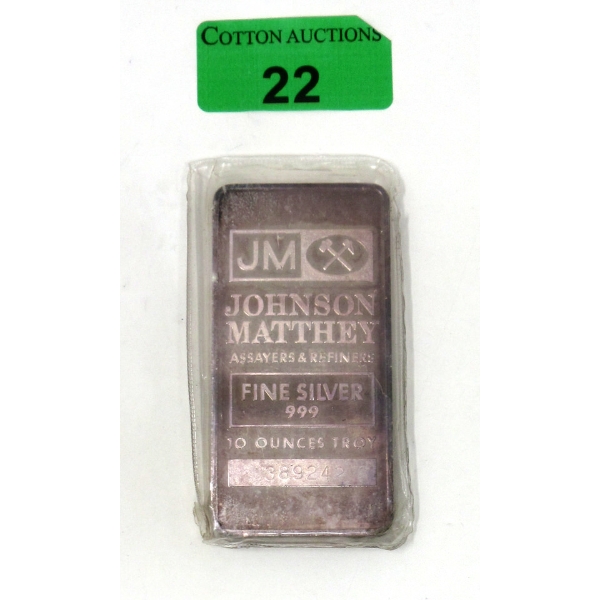 COTTON AUCTIONS
22
JM
JOHNSON
MATTHEY
ASSAYERS & REFINERS
FINE SILVER
999
10 OUNCES TROY